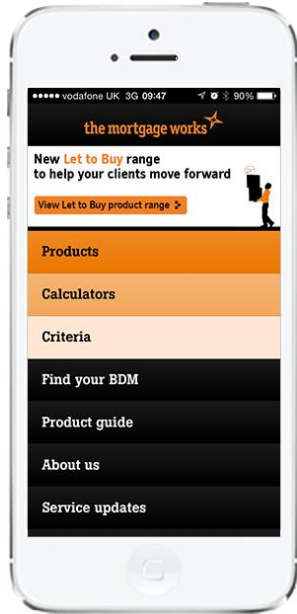 vodafone UK 3G 09:47 90%
the mortgage works
New Let to Buy range
to help your clients move forward
View Let to Buy product range
Products
Calculators
Criteria
Find your BDM
Product guide
About us
Service updates